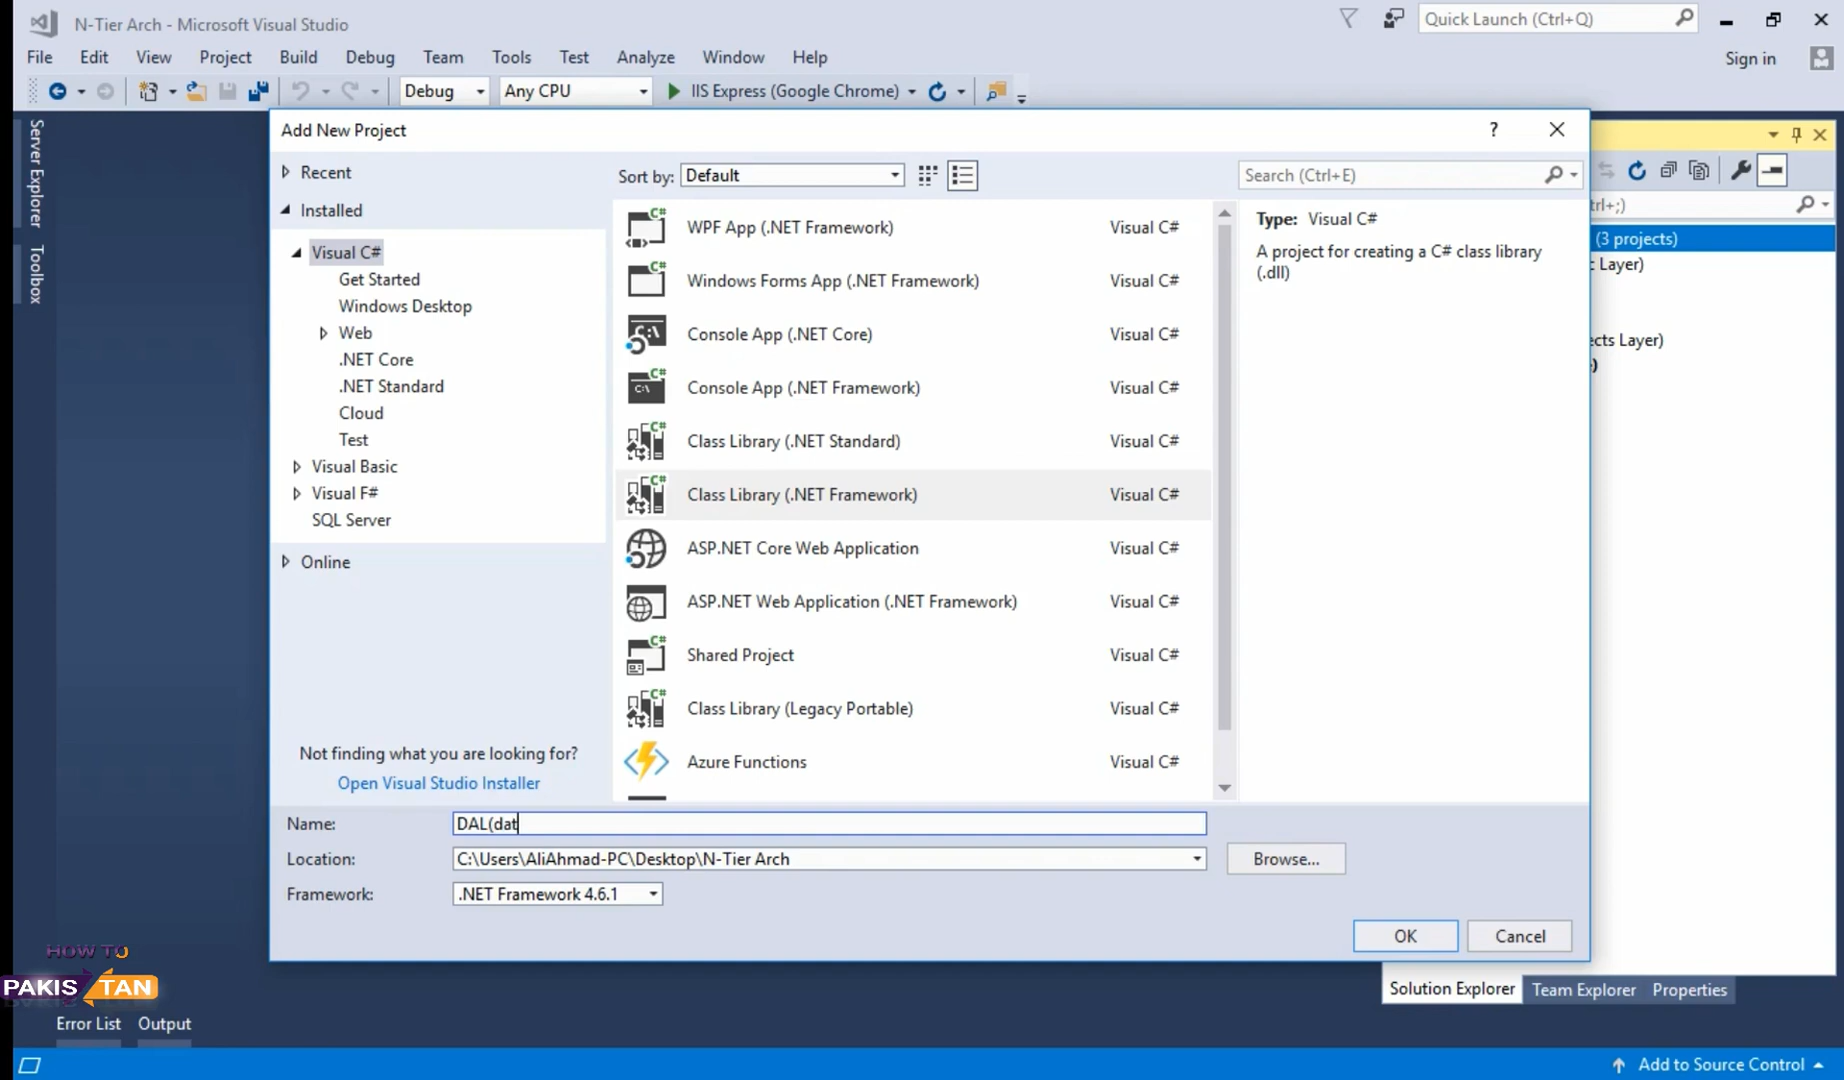 N-Tier Arch - Microsoft Visual Studio
Quick Launch (Ctrl+Q)
File Edit View Project Build Debug Team Tools Test Analyze Window Help
Sign in
Debug Any CPU IIS Express (Google Chrome)
Server Explorer
Toolbox
Add New Project
?
Recent
Installed
Visual C#
Get Started
Windows Desktop
Web
.NET Core
.NET Standard
Cloud
Test
Visual Basic
Visual F#
SQL Server
Online
Not finding what you are looking for?
Open Visual Studio Installer
Sort by: Default
Search (Ctrl+E)
WPF App (.NET Framework) Visual C#
Windows Forms App (.NET Framework) Visual C#
Console App (.NET Core) Visual C#
Console App (.NET Framework) Visual C#
Class Library (.NET Standard) Visual C#
Class Library (.NET Framework) Visual C#
ASP.NET Core Web Application Visual C#
ASP.NET Web Application (.NET Framework) Visual C#
Shared Project Visual C#
Class Library (Legacy Portable) Visual C#
Azure Functions Visual C#
Type: Visual C#
A project for creating a C# class library
(.dll)
trl+;)
(3 projects)
Layer)
ects Layer)
Name: DAL(dat
Location: C:\Users\AliAhmad-PC\Desktop\N-Tier Arch Browse...
Framework: .NET Framework 4.6.1
OK Cancel
HOW TO
PAKISTAN
Solution Explorer Team Explorer Properties
Error List Output
Add to Source Control